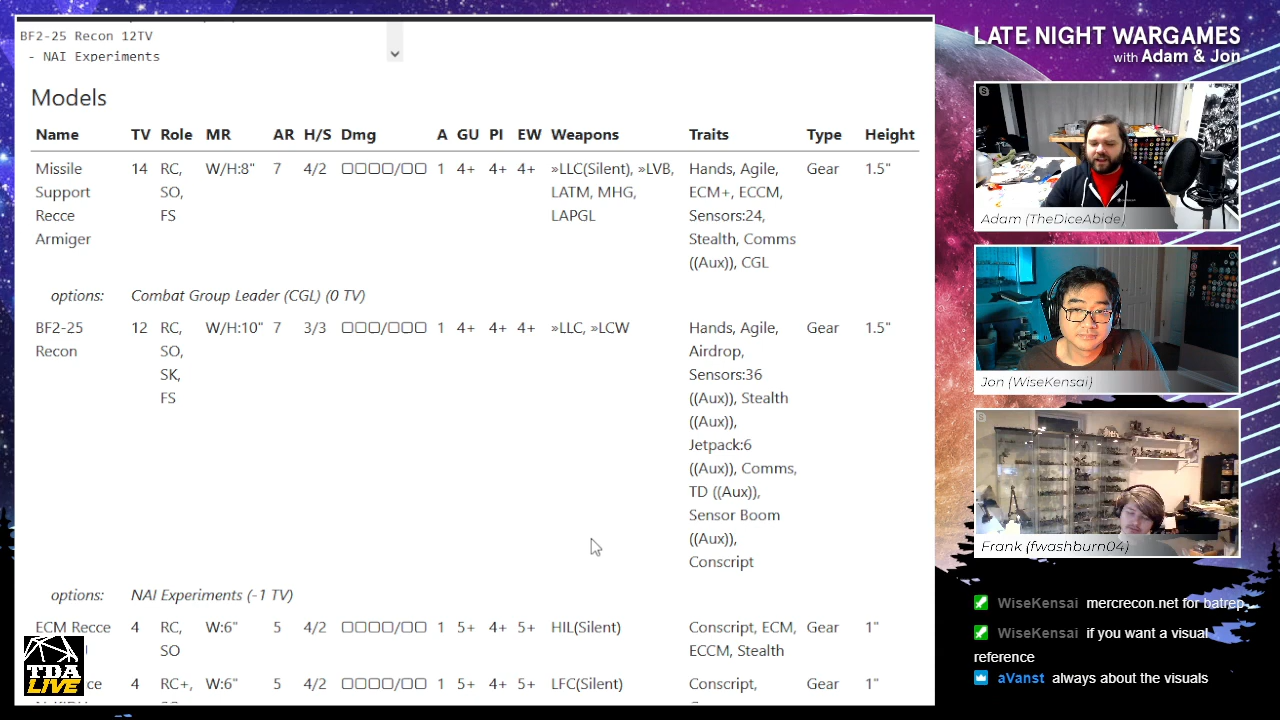 BF2-25 Recon 12TV
- NAI Experiments
Models
Name TV Role MR AR H/S Dmg A GU PI EW Weapons Traits Type Height
Missile 14 RC, W/H:8" 7 4/2 □□□□/□□ 1 4+ 4+ 4+ »LLC(Silent), »LVB, Hands, Agile, Gear 1.5"
Support SO, LATM, MHG, ECM+, ECCM,
Recce FS LAPGL Sensors:24,
Armiger Stealth, Comms
((Aux)), CGL
options: Combat Group Leader (CGL) (0 TV)
BF2-25 12 RC, W/H:10" 7 3/3 □□□/□□□ 1 4+ 4+ 4+ »LLC, »LCW Hands, Agile, Gear 1.5"
Recon SO, Airdrop,
SK, Sensors:36
FS ((Aux)), Stealth
((Aux)),
Jetpack:6
((Aux)), Comms,
TD ((Aux)),
Sensor Boom
((Aux)),
Conscript
options: NAI Experiments (-1 TV)
ECM Recce 4 RC, W:6" 5 4/2 □□□□/□□ 1 5+ 4+ 5+ HIL(Silent) Conscript, ECM, Gear 1"
SO ECCM, Stealth
4 RC+, W:6" 5 4/2 □□□□/□□ 1 5+ 4+ 5+ LFC(Silent) Conscript, Gear 1"
TDA
LIVE
LATE NIGHT WARGAMES
with Adam & Jon
Adam (TheDiceAbide)
Jon (WiseKensai)
Frank (fwashburn04)
WiseKensai mercrecon.net for batrep
WiseKensai if you want a visual
reference
aVanst always about the visuals